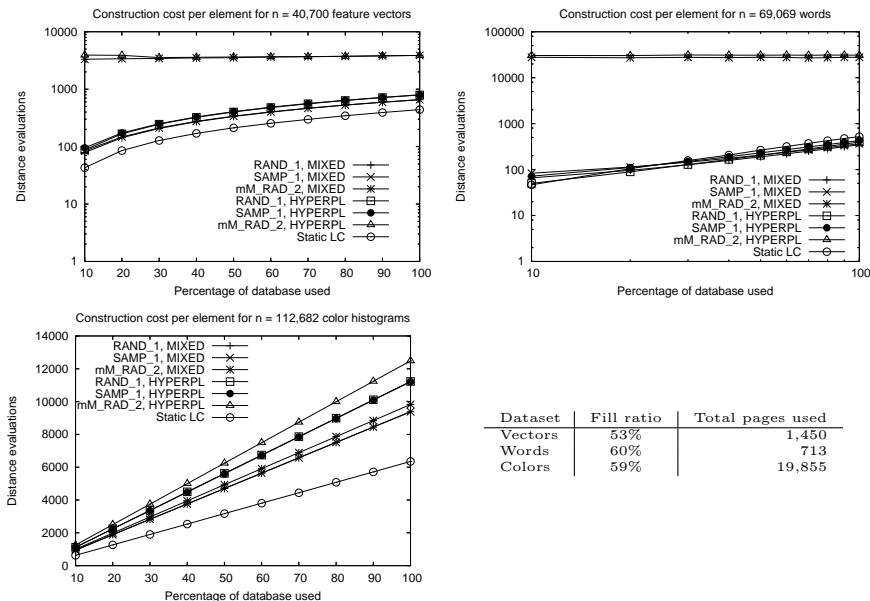 Construction cost per element for n = 40,700 feature vectors
10000
1000
100
10
1
Distance evaluations
RAND_1, MIXED
SAMP_1, MIXED
mM_RAD_2, MIXED
RAND_1, HYPERPL
SAMP_1, HYPERPL
mM_RAD_2, HYPERPL
Static LC
10 20 30 40 50 60 70 80 90 100
Percentage of database used
Construction cost per element for n = 69,069 words
100000
10000
1000
100
10
1
Distance evaluations
RAND_1, MIXED
SAMP_1, MIXED
mM_RAD_2, MIXED
RAND_1, HYPERPL
SAMP_1, HYPERPL
mM_RAD_2, HYPERPL
Static LC
10 100
Percentage of database used
Construction cost per element for n = 112,682 color histograms
14000
12000
10000
8000
6000
4000
2000
0
Distance evaluations
RAND_1, MIXED
SAMP_1, MIXED
mM_RAD_2, MIXED
RAND_1, HYPERPL
SAMP_1, HYPERPL
mM_RAD_2, HYPERPL
Static LC
10 20 30 40 50 60 70 80 90 100
Percentage of database used
Dataset Fill ratio Total pages used
Vectors 53% 1,450
Words 60% 713
Colors 59% 19,855